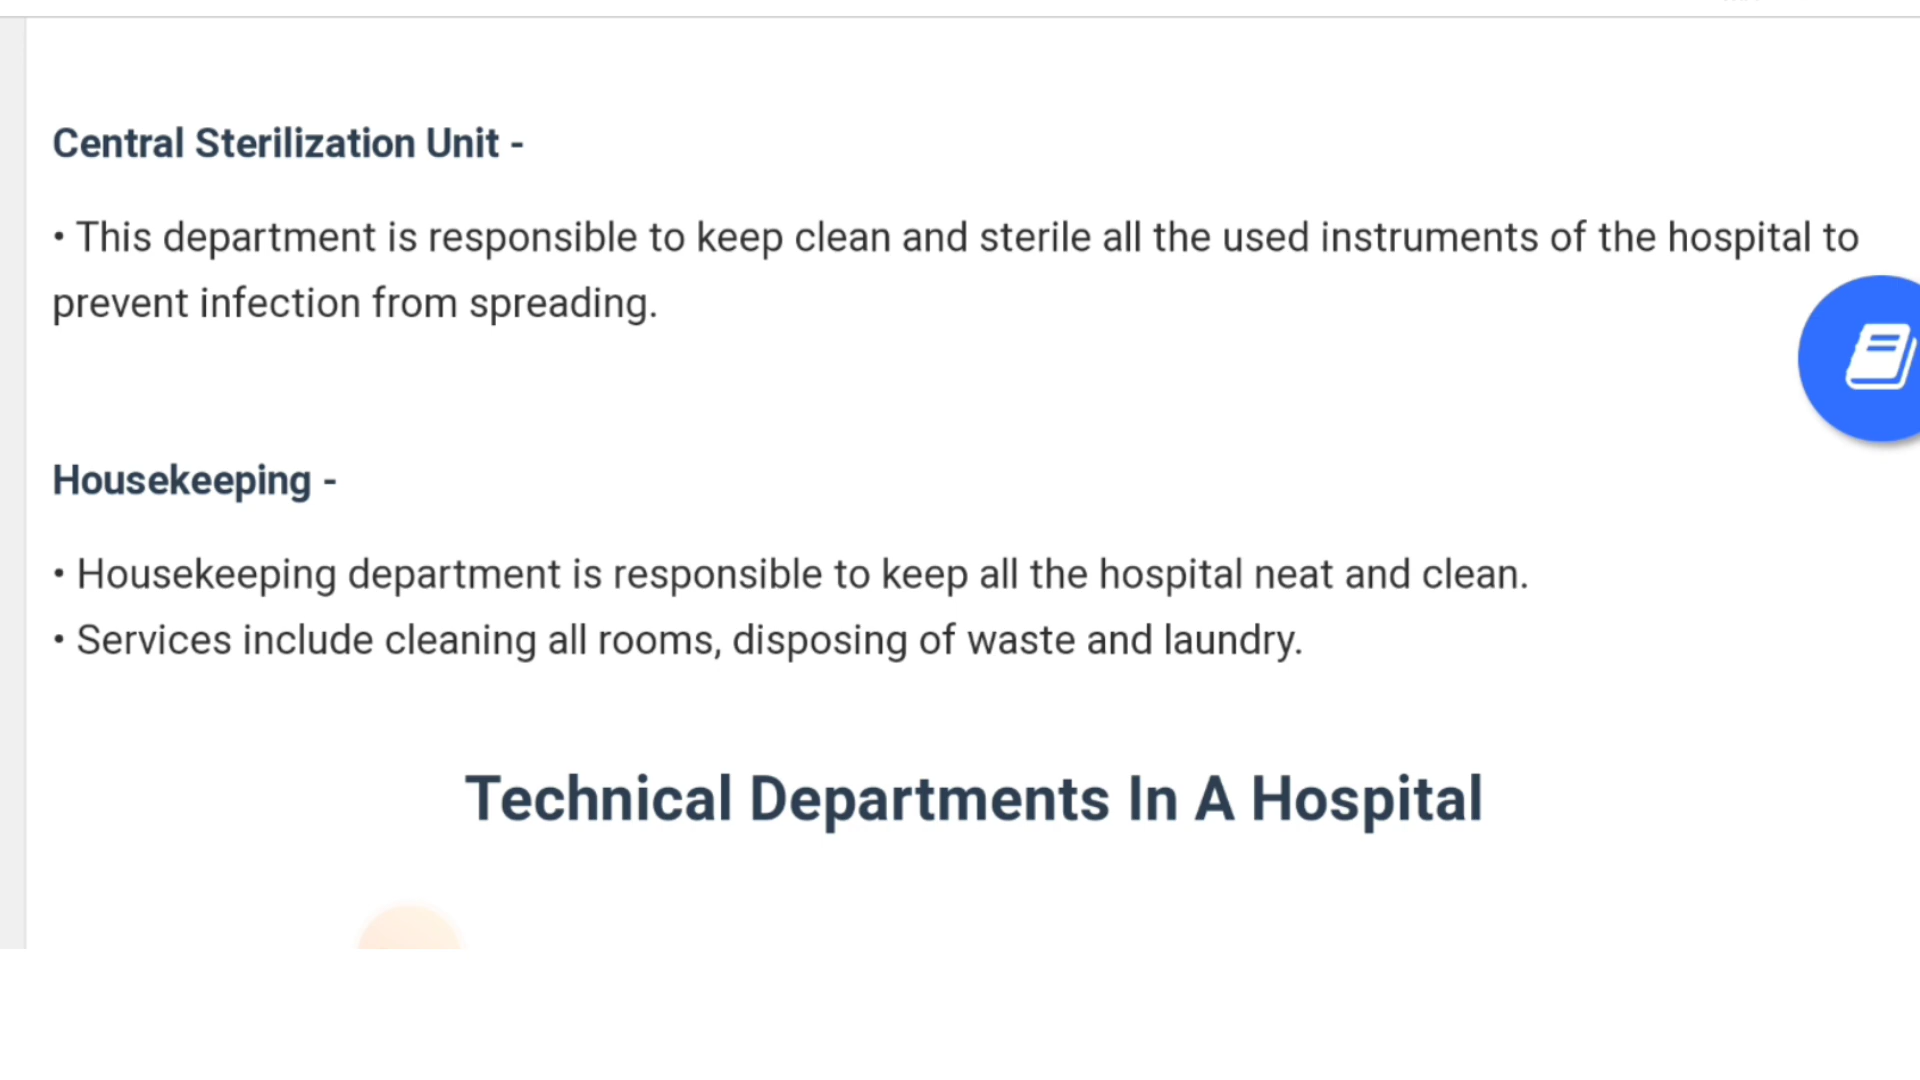 Central Sterilization Unit -
• This department is responsible to keep clean and sterile all the used instruments of the hospital to
prevent infection from spreading.
Housekeeping -
• Housekeeping department is responsible to keep all the hospital neat and clean.
• Services include cleaning all rooms, disposing of waste and laundry.
Technical Departments In A Hospital